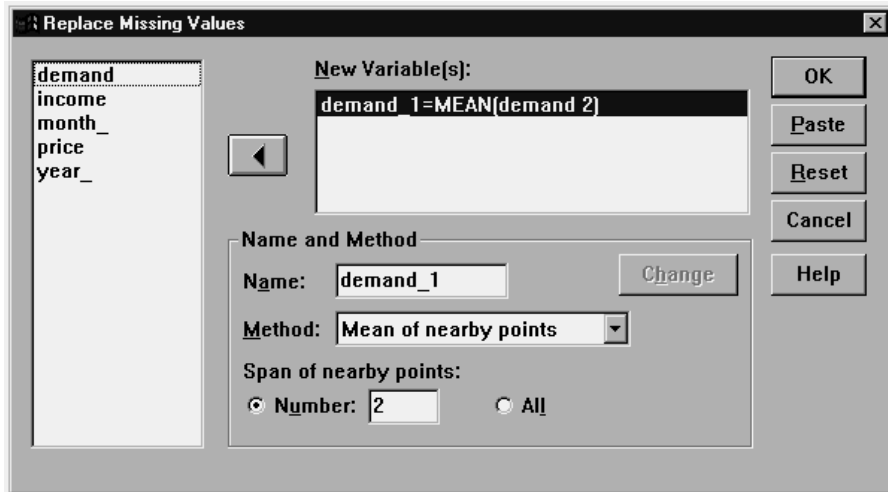 Replace Missing Values
demand
income
month_
price
year_
New Variable(s):
demand_1=MEAN(demand 2)
OK
Paste
Reset
Cancel
Help
Name and Method
Name: demand_1
Change
Method: Mean of nearby points
Span of nearby points:
Number: 2
All